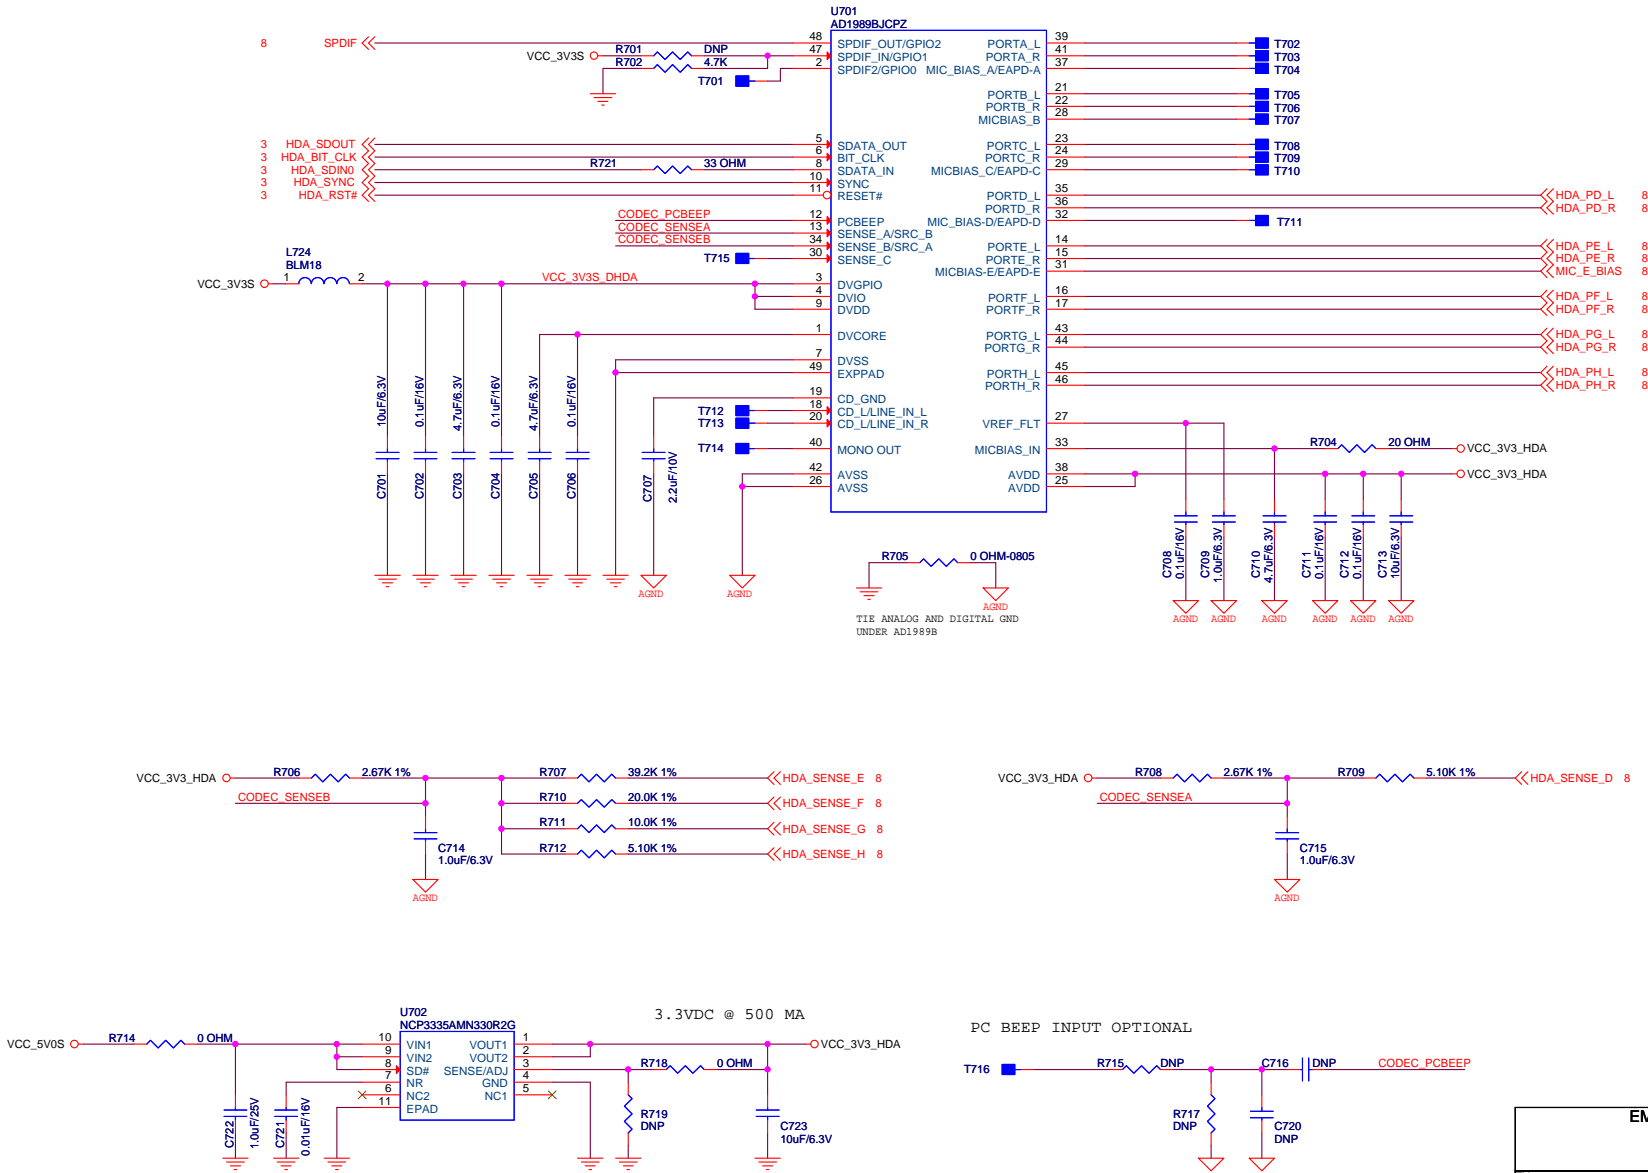 U701
AD1989BJCPZ
8 SPDIF 48 SPDIF_OUT/GPIO2 PORTA_L 39 T702
VCC_3V3S R701 DNP 47 SPDIF_IN/GPIO1 PORTA_R 41 T703
R702 4.7K 2 SPDIF2/GPIO0 MIC_BIAS_A/EAPD-A 37 T704
T701
PORTB_L 21 T705
PORTB_R 22 T706
MICBIAS_B 28 T707
3 HDA_SDOUT 5 SDATA_OUT PORTC_L 23 T708
3 HDA_BIT_CLK 6 BIT_CLK PORTC_R 24 T709
3 HDA_SDIN0 R721 33 OHM 8 SDATA_IN MICBIAS_C/EAPD-C 29 T710
3 HDA_SYNC 10 SYNC
3 HDA_RST# 11 RESET# PORTD_L 35 HDA_PD_L 8
PORTD_R 36 HDA_PD_R 8
CODEC_PCBEEP 12 PCBEEP MIC_BIAS-D/EAPD-D 32 T711
CODEC_SENSEA 13 SENSE_A/SRC_B
CODEC_SENSEB 34 SENSE_B/SRC_A PORTE_L 14 HDA_PE_L 8
T715 30 SENSE_C PORTE_R 15 HDA_PE_R 8
MICBIAS-E/EAPD-E 31 MIC_E_BIAS 8
L724
BLM18
VCC_3V3S 1 2 VCC_3V3S_DHDA 3 DVGPIO
4 DVIO PORTF_L 16 HDA_PF_L 8
9 DVDD PORTF_R 17 HDA_PF_R 8
1 DVCORE PORTG_L 43 HDA_PG_L 8
PORTG_R 44 HDA_PG_R 8
7 DVSS
49 EXPPAD PORTH_L 45 HDA_PH_L 8
PORTH_R 46 HDA_PH_R 8
19 CD_GND
T712 18 CD_L/LINE_IN_L
T713 20 CD_L/LINE_IN_R VREF_FLT 27
T714 40 MONO OUT MICBIAS_IN 33 R704 20 OHM VCC_3V3_HDA
42 AVSS AVDD 38 VCC_3V3_HDA
26 AVSS AVDD 25
C701 10uF/6.3V
C702 0.1uF/16V
C703 4.7uF/6.3V
C704 0.1uF/16V
C705 4.7uF/6.3V
C706 0.1uF/16V
C707 2.2uF/10V
C708 0.1uF/16V
C709 1.0uF/6.3V
C710 4.7uF/6.3V
C711 0.1uF/16V
C712 0.1uF/16V
C713 10uF/6.3V
R705 0 OHM-0805
AGND AGND AGND
AGND AGND AGND AGND AGND AGND
TIE ANALOG AND DIGITAL GND
UNDER AD1989B
VCC_3V3_HDA R706 2.67K 1% R707 39.2K 1% HDA_SENSE_E 8
CODEC_SENSEB R710 20.0K 1% HDA_SENSE_F 8
R711 10.0K 1% HDA_SENSE_G 8
R712 5.10K 1% HDA_SENSE_H 8
C714
1.0uF/6.3V
AGND
VCC_3V3_HDA R708 2.67K 1% R709 5.10K 1% HDA_SENSE_D 8
CODEC_SENSEA
C715
1.0uF/6.3V
AGND
U702
NCP3335AMN330R2G
3.3VDC @ 500 MA
VCC_5V0S R714 0 OHM 10 VIN1 VOUT1 1 VCC_3V3_HDA
9 VIN2 VOUT2 2
8 SD# SENSE/ADJ 3 R718 0 OHM
7 NR GND 4
6 NC2 NC1 5
11 EPAD
C722 1.0uF/25V
C721 0.01uF/16V
R719
DNP
C723
10uF/6.3V
PC BEEP INPUT OPTIONAL
T716 R715 DNP C716 DNP CODEC_PCBEEP
R717
DNP
C720
DNP